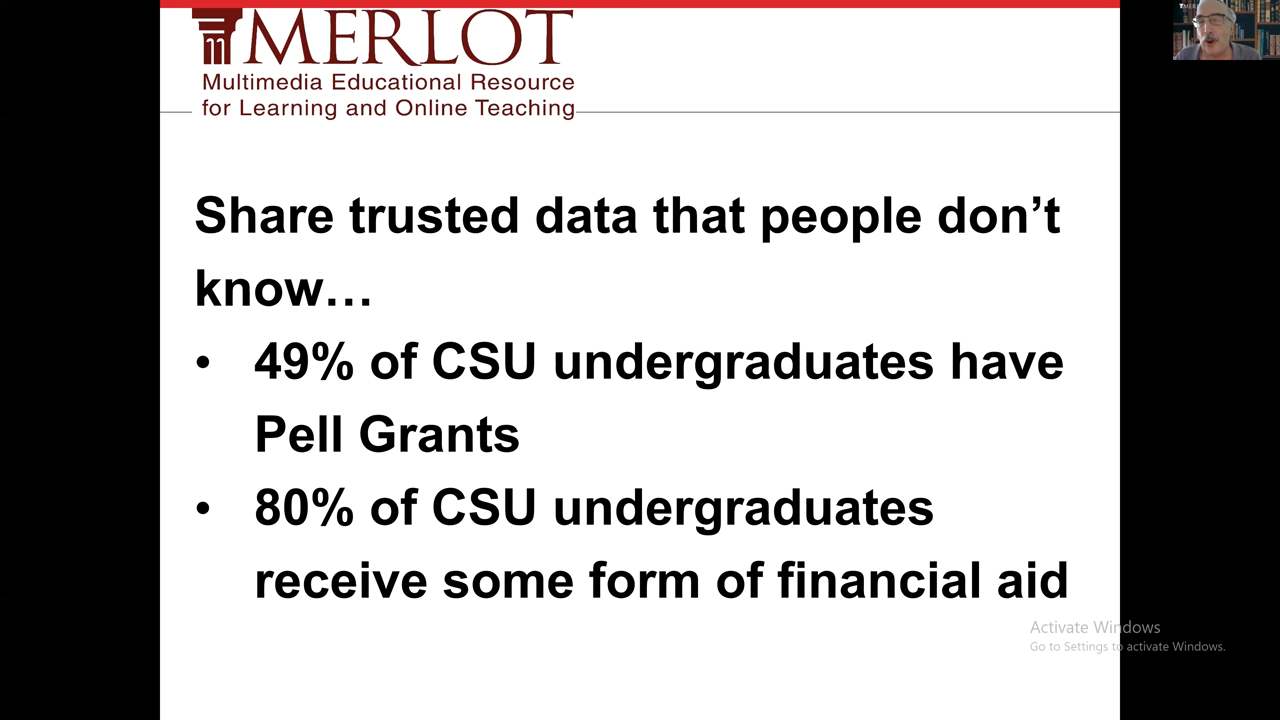 MERLOT
Multimedia Educational Resource
for Learning and Online Teaching
Share trusted data that people don’t
know…
• 49% of CSU undergraduates have
Pell Grants
• 80% of CSU undergraduates
receive some form of financial aid
Activate Windows
Go to Settings to activate Windows.